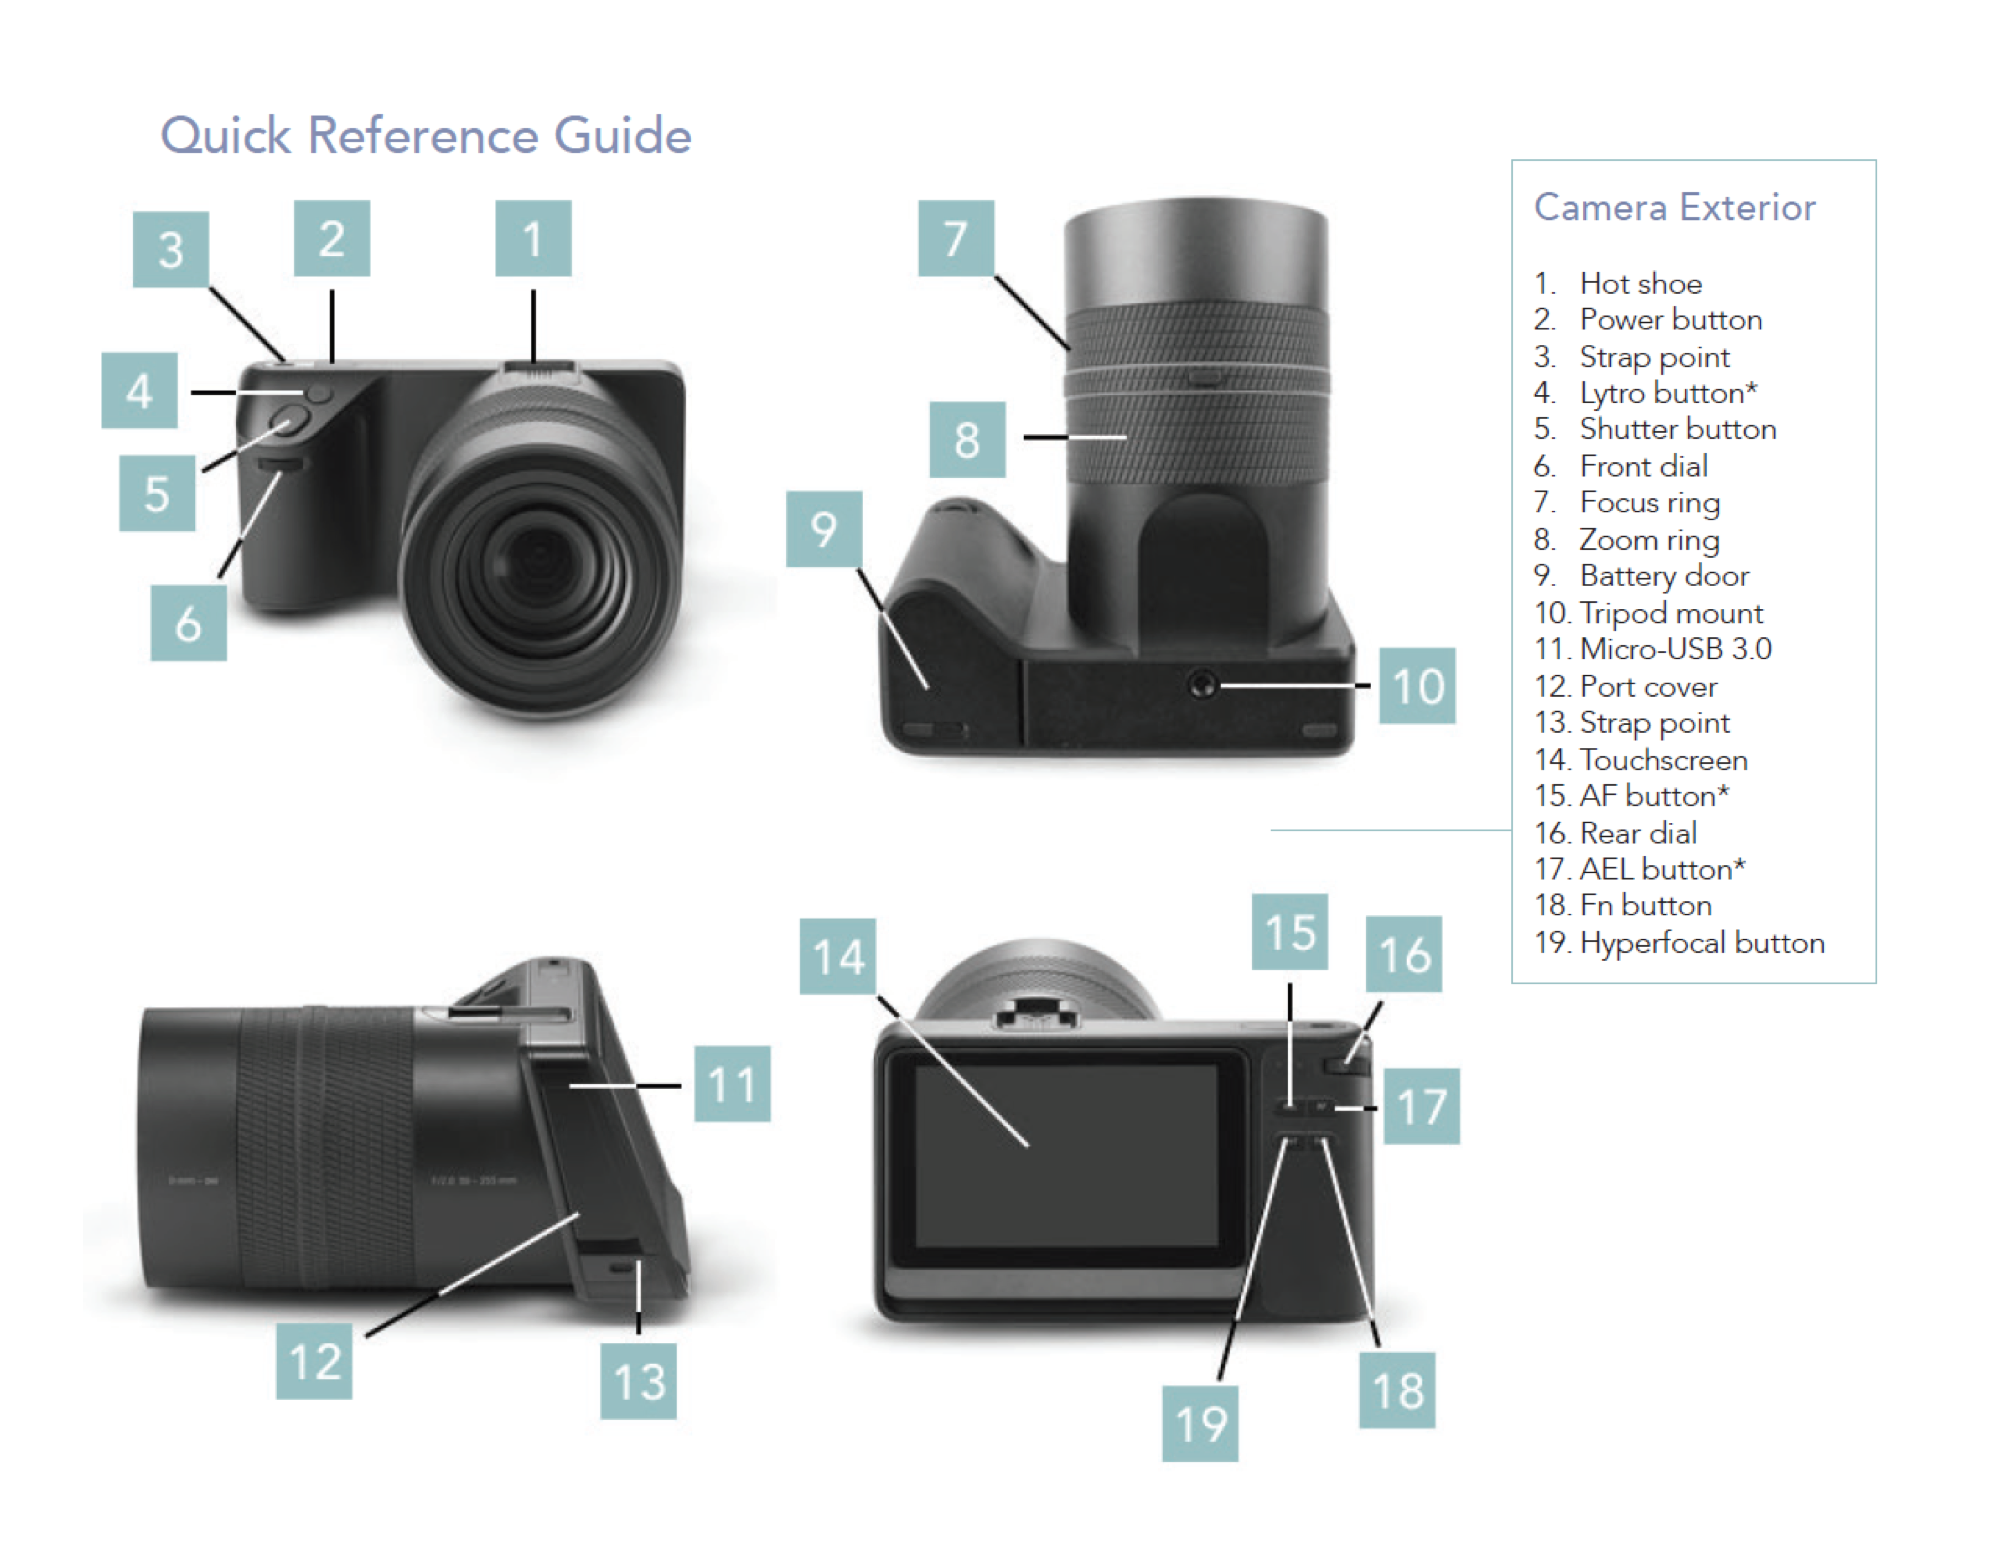 Quick Reference Guide
3
2
1
4
5
6
7
8
9
10
Camera Exterior
1. Hot shoe
2. Power button
3. Strap point
4. Lytro button*
5. Shutter button
6. Front dial
7. Focus ring
8. Zoom ring
9. Battery door
10. Tripod mount
11. Micro-USB 3.0
12. Port cover
13. Strap point
14. Touchscreen
15. AF button*
16. Rear dial
17. AEL button*
18. Fn button
19. Hyperfocal button
11
12
13
14
15
16
17
18
19